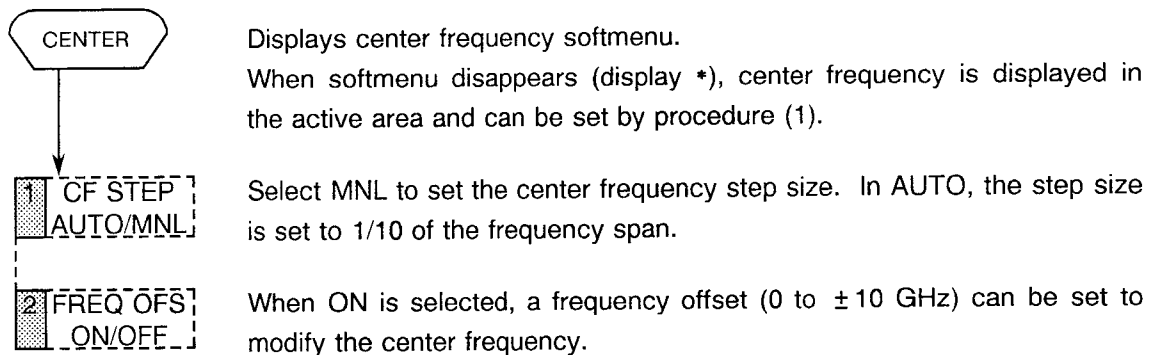 CENTER
Displays center frequency softmenu.
When softmenu disappears (display *), center frequency is displayed in
the active area and can be set by procedure (1).
1 CF STEP
AUTO/MNL
Select MNL to set the center frequency step size. In AUTO, the step size
is set to 1/10 of the frequency span.
2 FREQ OFS
ON/OFF
When ON is selected, a frequency offset (0 to ±10 GHz) can be set to
modify the center frequency.